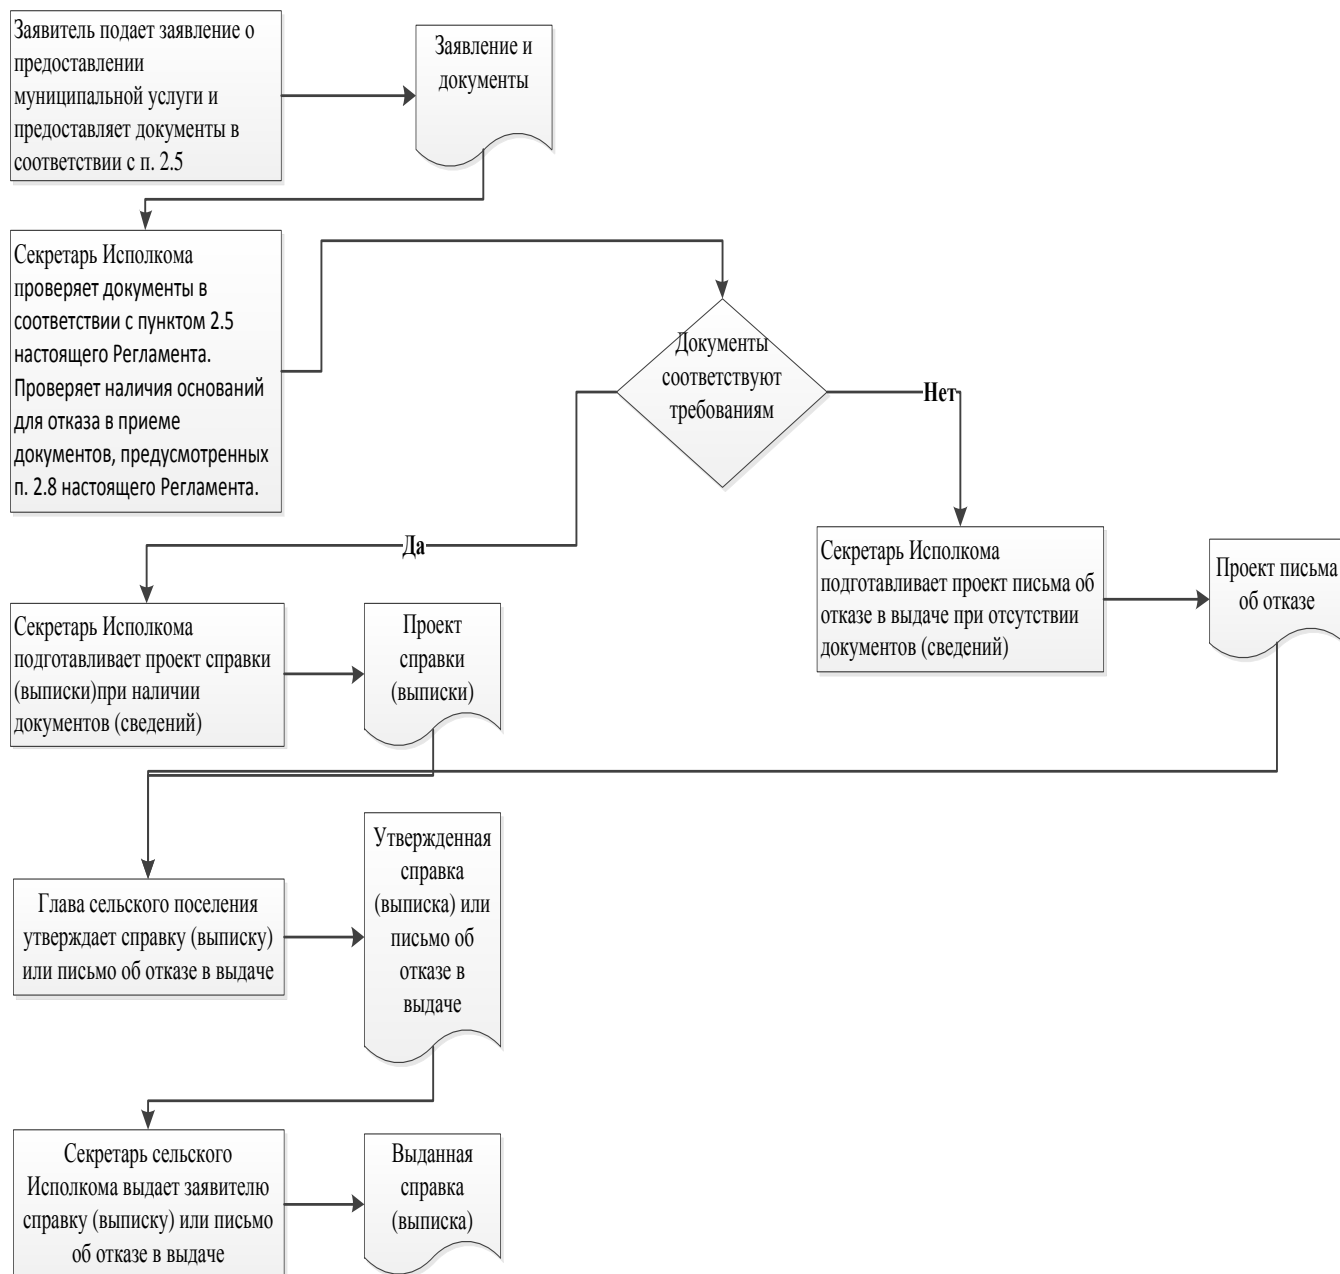 Заявитель подает заявление о
предоставлении
муниципальной услуги и
предоставляет документы в
соответствии с п. 2.5
Заявление и
документы
Секретарь Исполкома
проверяет документы в
соответствии с пунктом 2.5
настоящего Регламента.
Проверяет наличия оснований
для отказа в приеме
документов, предусмотренных
п. 2.8 настоящего Регламента.
Документы
соответствуют
требованиям
Нет
Да
Секретарь Исполкома
подготавливает проект письма об
отказе в выдаче при отсутствии
документов (сведений)
Проект письма
об отказе
Секретарь Исполкома
подготавливает проект справки
(выписки)при наличии
документов (сведений)
Проект
справки
(выписки)
Глава сельского поселения
утверждает справку (выписку)
или письмо об отказе в выдаче
Утвержденная
справка
(выписка) или
письмо об
отказе в
выдаче
Секретарь сельского
Исполкома выдает заявителю
справку (выписку) или письмо
об отказе в выдаче
Выданная
справка
(выписка)